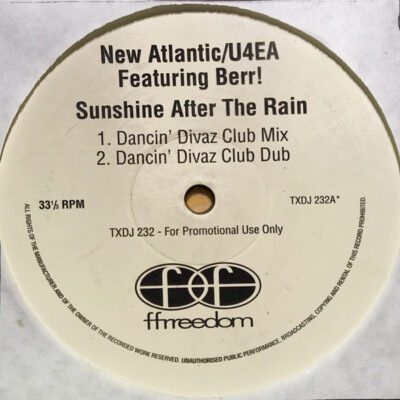 New Atlantic/U4EA
Featuring Berr!
Sunshine After The Rain
1. Dancin' Divaz Club Mix
2. Dancin' Divaz Club Dub
33⅓ RPM
TXDJ 232A*
TXDJ 232 - For Promotional Use Only
ffrreedom
ALL RIGHTS OF THE MANUFACTURER AND OF THE OWNER OF THE RECORDED WORK RESERVED. UNAUTHORISED PUBLIC PERFORMANCE, BROADCASTING, COPYING AND RENTAL OF THIS RECORD PROHIBITED.